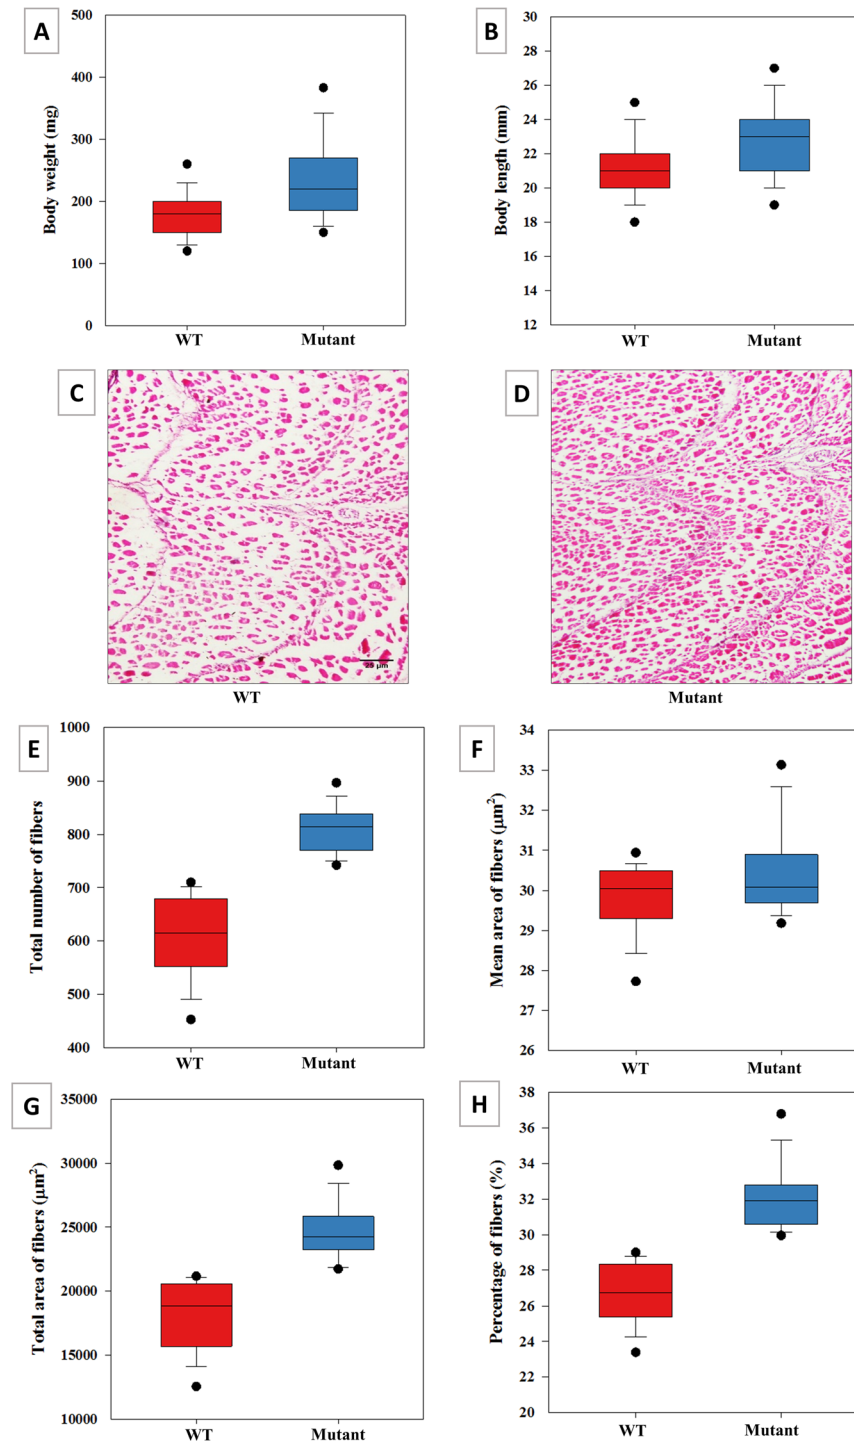 A
Body weight (mg)
500
400
300
200
100
0
WT Mutant
B
Body length (mm)
30
28
26
24
22
20
18
16
14
12
WT Mutant
C
25 μm
WT
D
Mutant
E
Total number of fibers
1000
900
800
700
600
500
400
WT Mutant
F
Mean area of fibers (μm²)
34
33
32
31
30
29
28
27
26
WT Mutant
G
Total area of fibers (μm²)
35000
30000
25000
20000
15000
10000
WT Mutant
H
Percentage of fibers (%)
38
36
34
32
30
28
26
24
22
20
WT Mutant